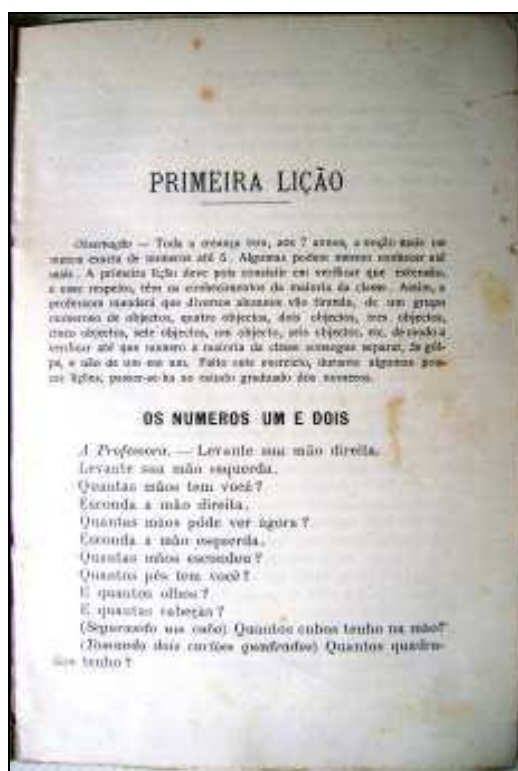 PRIMEIRA LIÇÃO
Observação — Toda a creança tem, aos 7 annos, a noção mais ou
menos exacta de numeros até 5. Algumas podem mesmo conhecer até
mais. A primeira lição deve pois consistir em verificar que extensão,
a esse respeito, têm os conhecimentos da maioria da classe. Assim, a
professora mandará que diversos alumnos vão tirando, de um grupo
numeroso de objectos, quatro objectos, dois objectos, tres objectos,
cinco objectos, sete objectos, um objecto, seis objectos, etc, de modo a
verificar até que numero a maioria da classe consegue separar, de gól-
pe, e não de um em um. Feito este exercicio, durante algumas pou-
cas lições, passar-se-ha ao estudo graduado dos numeros.
OS NUMEROS UM E DOIS
A Professora. — Levante sua mão direita.
Levante sua mão esquerda.
Quantas mãos tem você?
Esconda a mão direita.
Quantas mãos póde ver agora?
Esconda a mão esquerda.
Quantas mãos escondeu?
Quantos pés tem você?
E quantos olhos?
E quantas cabeças?
(Separando um cubo) Quantos cubos tenho na mão?
(Tomando dois cartões quadrados) Quantos quadra-
dos tenho?